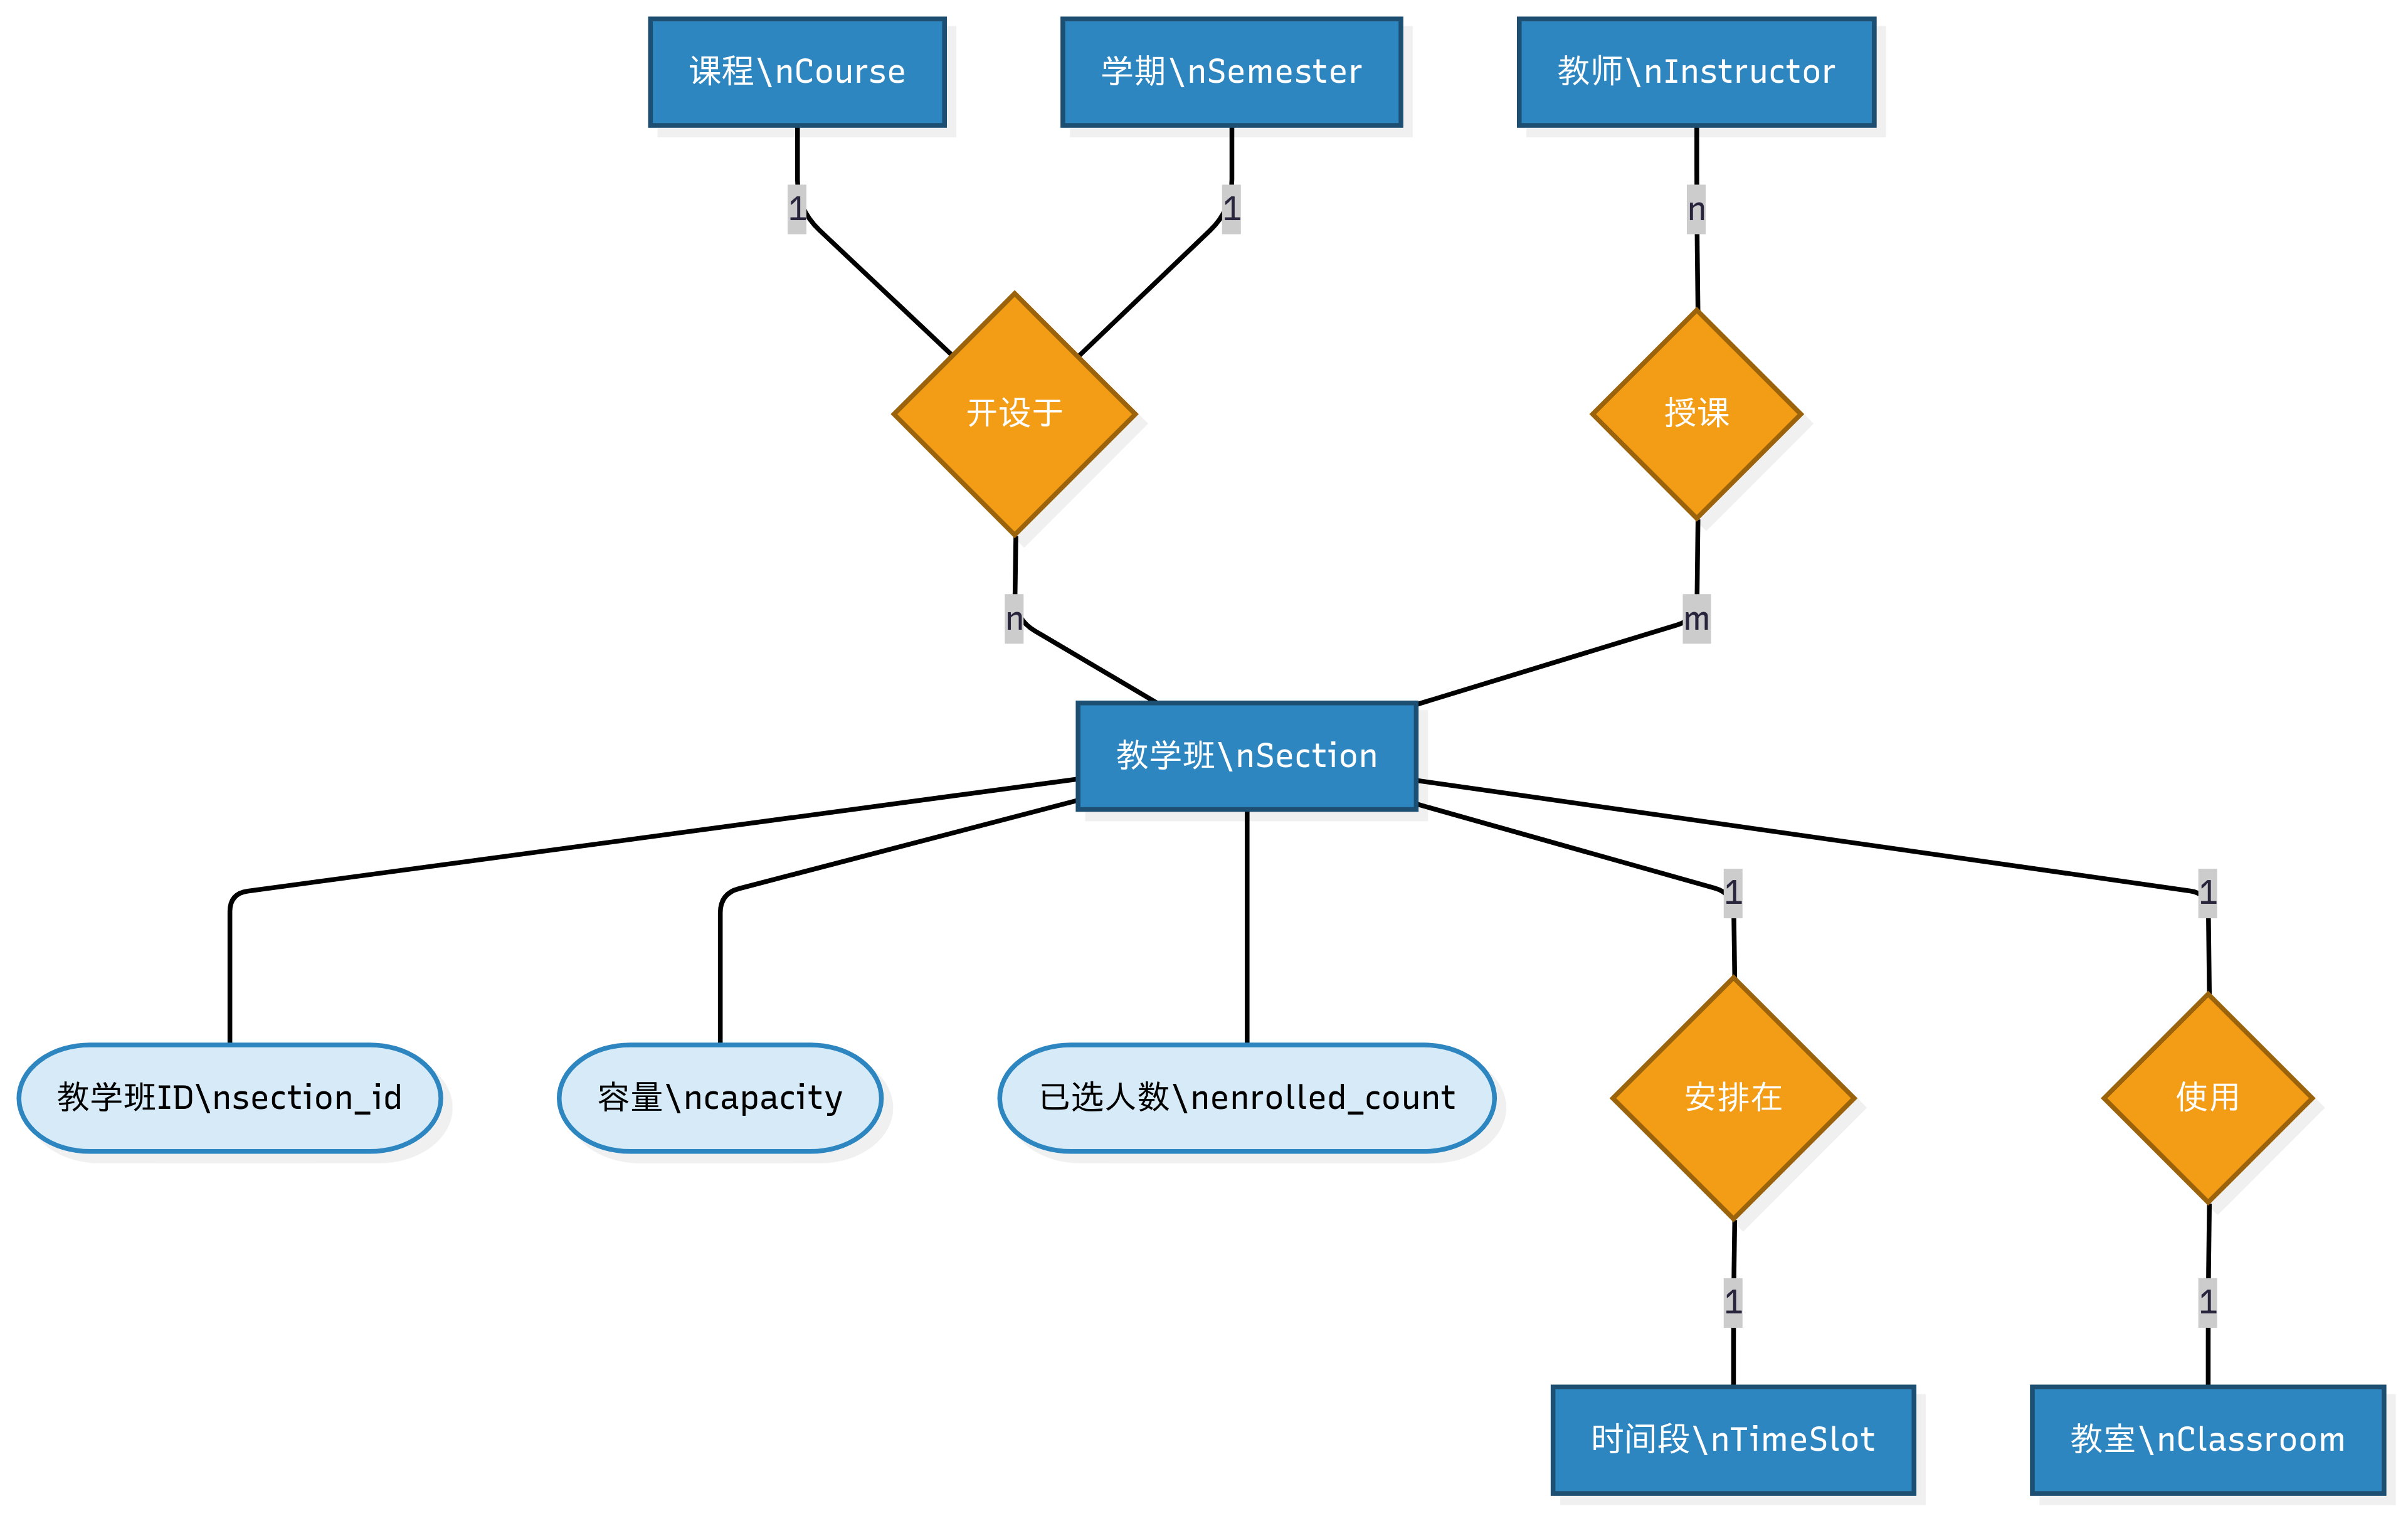 课程\nCourse
学期\nSemester
教师\nInstructor
1
1
n
开设于
授课
n
m
教学班\nSection
1
1
教学班ID\nsection_id
容量\ncapacity
已选人数\nenrolled_count
安排在
使用
1
1
时间段\nTimeSlot
教室\nClassroom